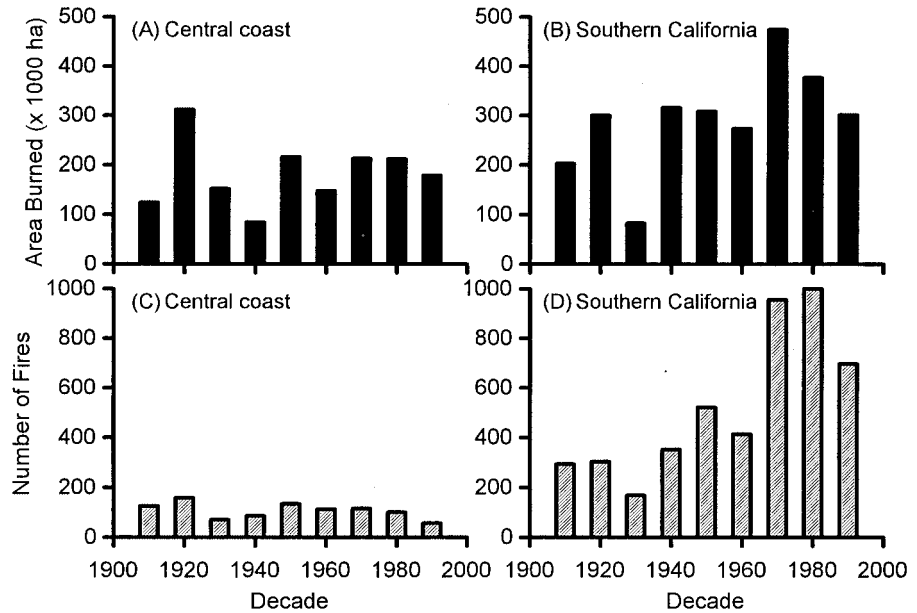 Area Burned (x 1000 ha)
500
400
300
200
100
0
(A) Central coast
500
400
300
200
100
0
(B) Southern California
Number of Fires
1000
800
600
400
200
0
(C) Central coast
1900 1920 1940 1960 1980 2000
Decade
1000
800
600
400
200
0
(D) Southern California
1900 1920 1940 1960 1980 2000
Decade